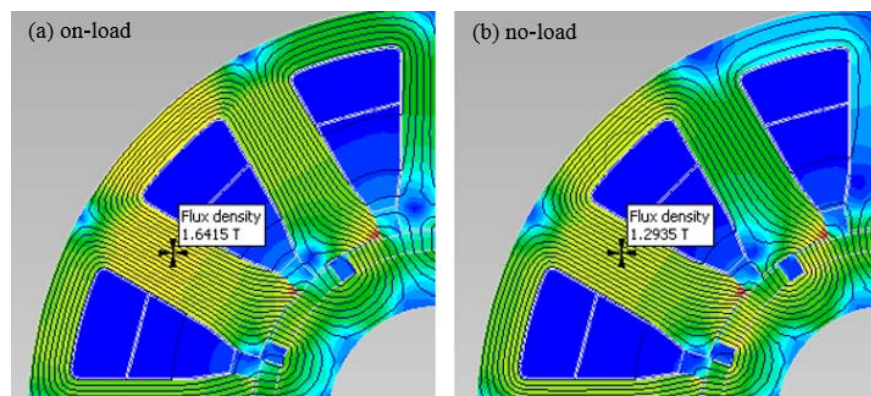 (a) on-load
Flux density
1.6415 T
(b) no-load
Flux density
1.2935 T